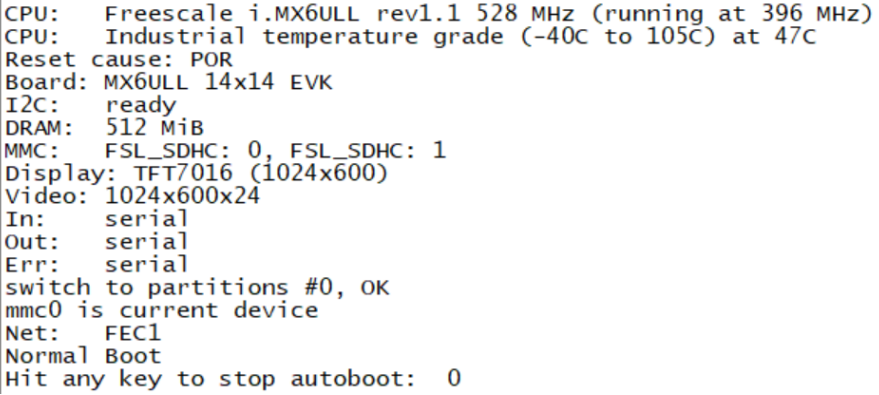 CPU:   Freescale i.MX6ULL rev1.1 528 MHz (running at 396 MHz)
CPU:   Industrial temperature grade (-40C to 105C) at 47C
Reset cause: POR
Board: MX6ULL 14x14 EVK
I2C:   ready
DRAM:  512 MiB
MMC:   FSL_SDHC: 0, FSL_SDHC: 1
Display: TFT7016 (1024x600)
Video: 1024x600x24
In:    serial
Out:   serial
Err:   serial
switch to partitions #0, OK
mmc0 is current device
Net:   FEC1
Normal Boot
Hit any key to stop autoboot:  0